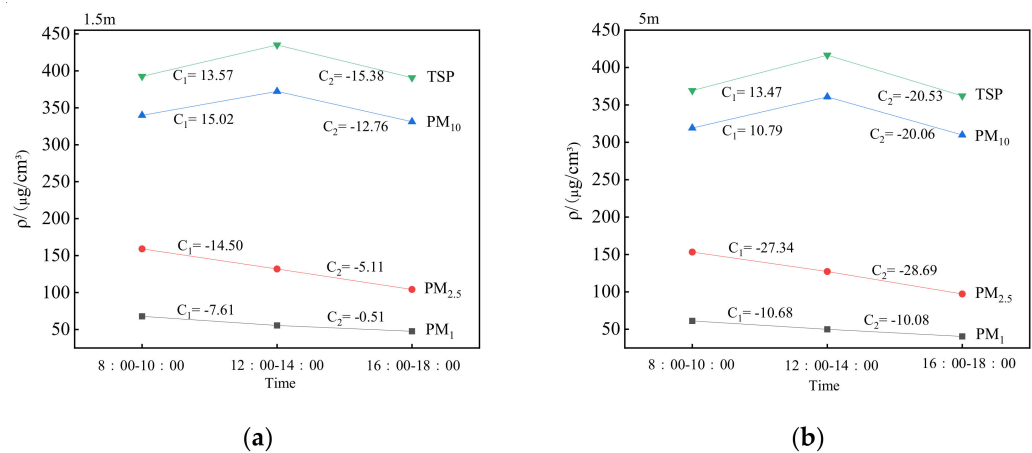 1.5m
450
400
350
300
250
200
150
100
50
ρ/（μg/cm³）
C₁= 13.57
C₂= -15.38
TSP
C₁= 15.02
C₂= -12.76
PM₁₀
C₁= -14.50
C₂= -5.11
PM₂.₅
C₁= -7.61
C₂= -0.51
PM₁
8：00-10：00
12：00-14：00
16：00-18：00
Time
(a)
5m
450
400
350
300
250
200
150
100
50
ρ/（μg/cm³）
C₁= 13.47
C₂= -20.53
TSP
C₁= 10.79
C₂= -20.06
PM₁₀
C₁= -27.34
C₂= -28.69
PM₂.₅
C₁= -10.68
C₂= -10.08
PM₁
8：00-10：00
12：00-14：00
16：00-18：00
Time
(b)